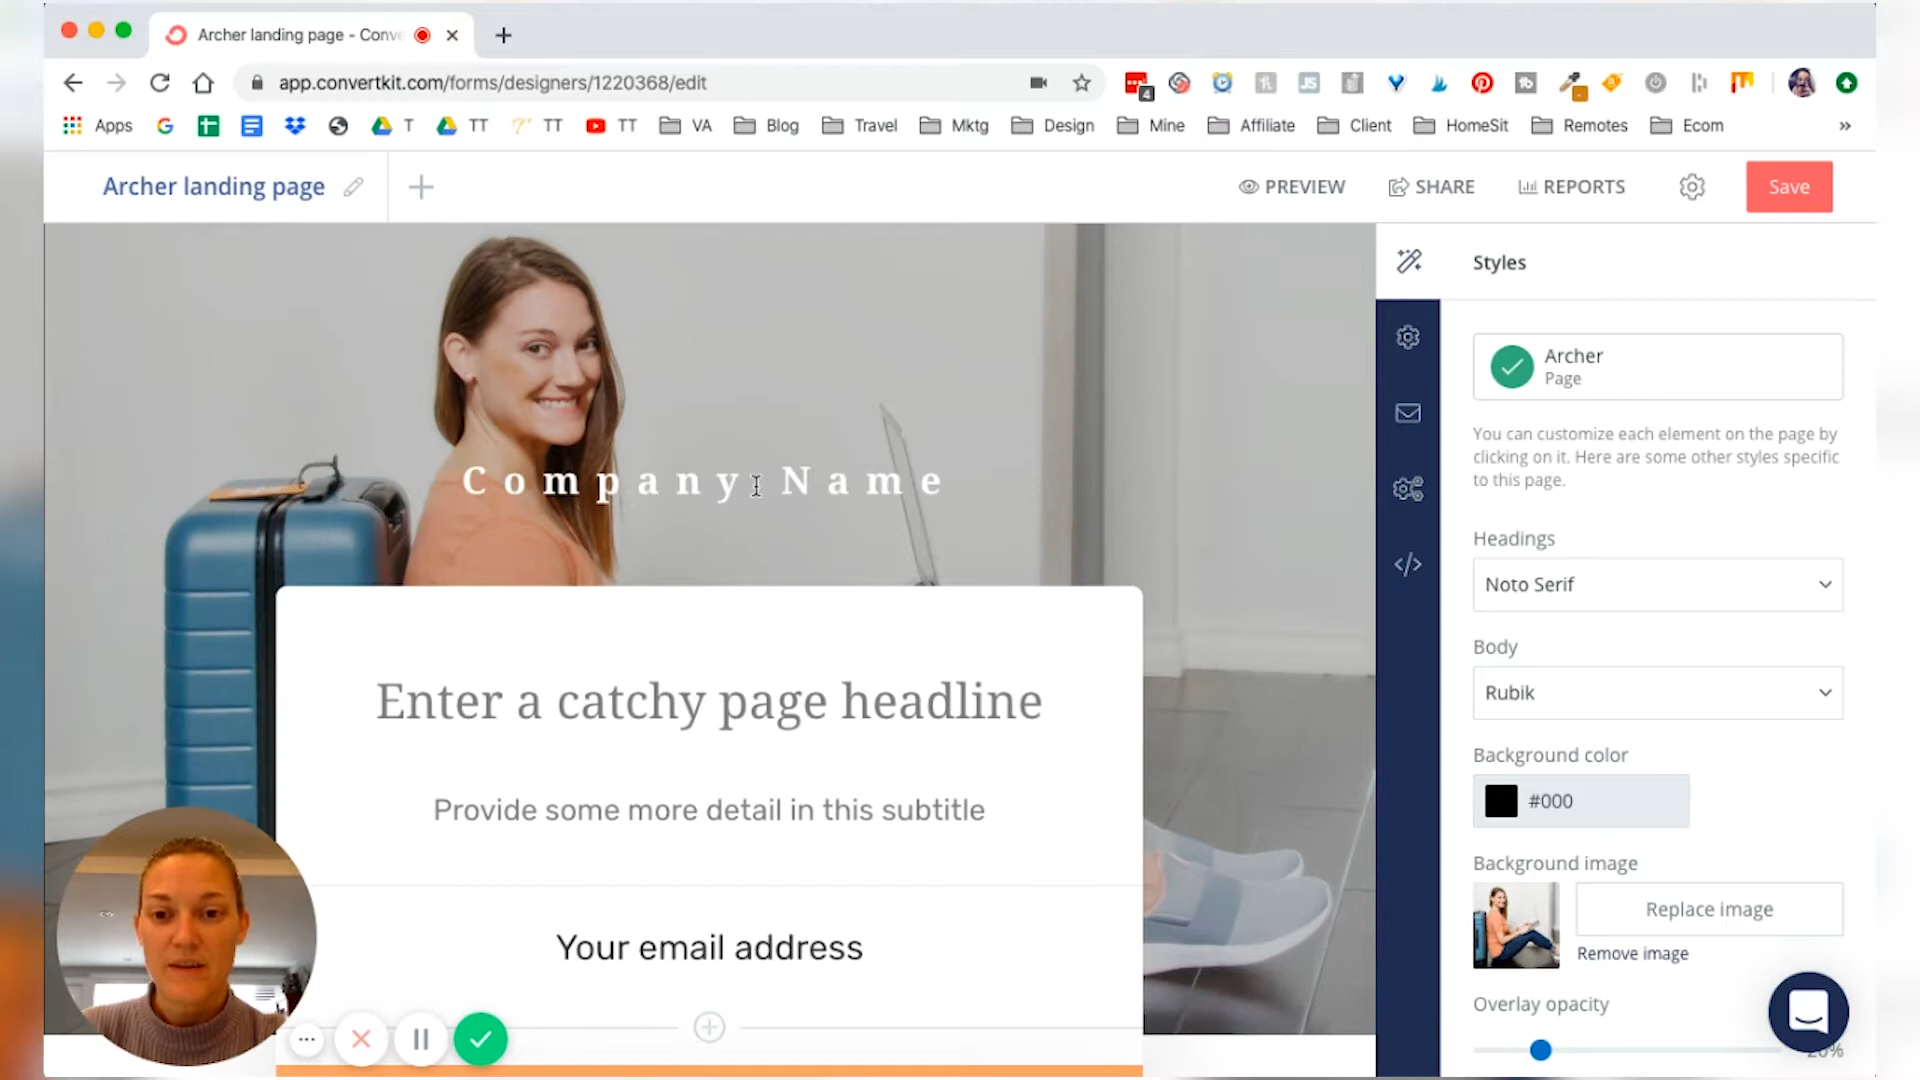 Archer landing page - Conve
app.convertkit.com/forms/designers/1220368/edit
4
JS
Apps
T
TT
TT
TT
VA
Blog
Travel
Mktg
Design
Mine
Affiliate
Client
HomeSit
Remotes
Ecom
»
Archer landing page
PREVIEW
SHARE
REPORTS
Save
Styles
Archer
Page
You can customize each element on the page by
clicking on it. Here are some other styles specific
to this page.
Headings
Noto Serif
Body
Rubik
Background color
#000
Background image
Replace image
Remove image
Overlay opacity
20%
Company Name
Enter a catchy page headline
Provide some more detail in this subtitle
Your email address